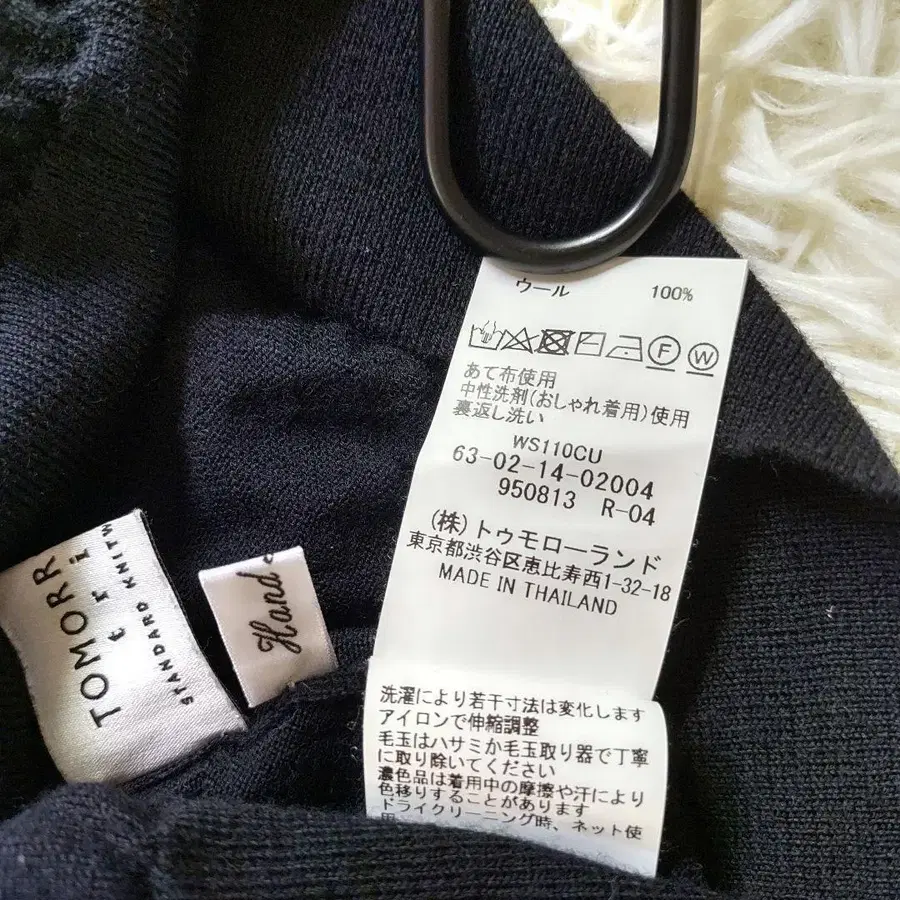 ウール 100%
F W
あて布使用
中性洗剤(おしゃれ着用)使用
裏返し洗い
WS110CU
63-02-14-02004
950813 R-04
(株)トゥモローランド
東京都渋谷区恵比寿西1-32-18
MADE IN THAILAND
洗濯により若干寸法は変化します
アイロンで伸縮調整
毛玉はハサミか毛玉取り器で丁寧
に取り除いてください
濃色品は着用中の摩擦や汗により
色移りすることがあります
ドライクリーニング時、ネット使
TOMORR
STANDARD KNITW
Hand